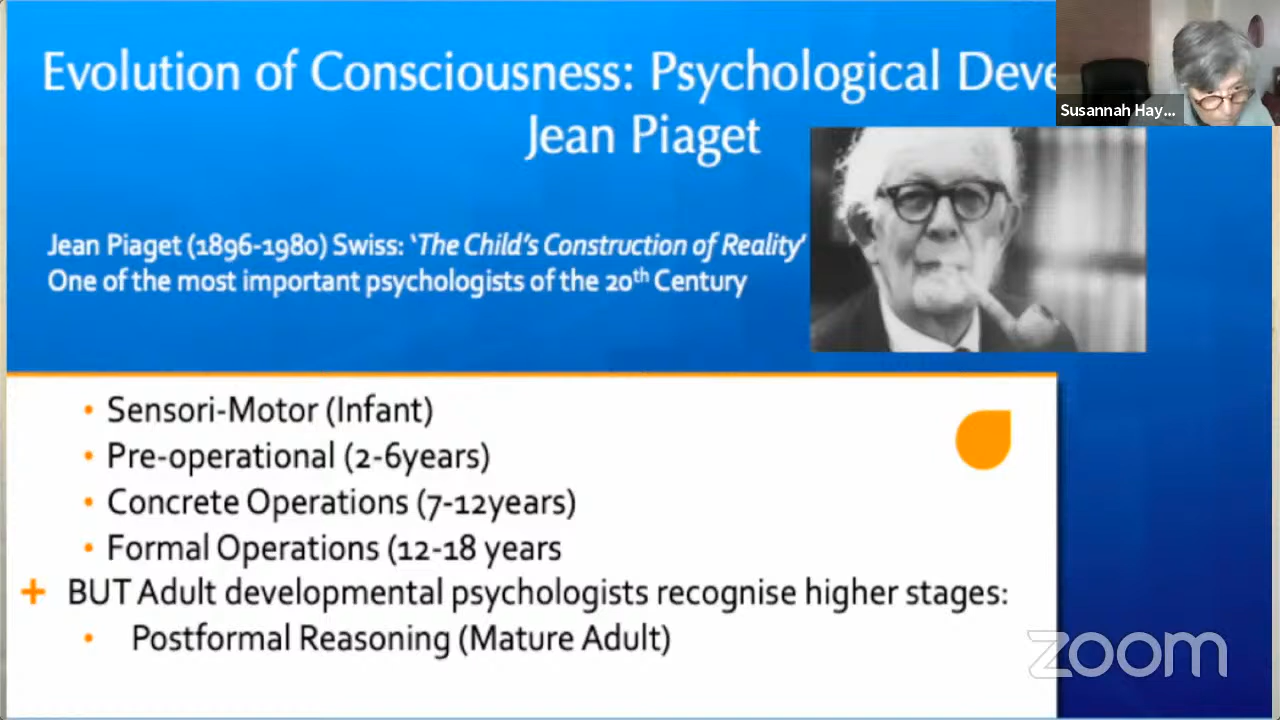 Evolution of Consciousness: Psychological Deve
Jean Piaget
Susannah Hay...
Jean Piaget (1896-1980) Swiss: ‘The Child’s Construction of Reality’
One of the most important psychologists of the 20th Century
• Sensori-Motor (Infant)
• Pre-operational (2-6years)
• Concrete Operations (7-12years)
• Formal Operations (12-18 years
+ BUT Adult developmental psychologists recognise higher stages:
• Postformal Reasoning (Mature Adult)
zoom